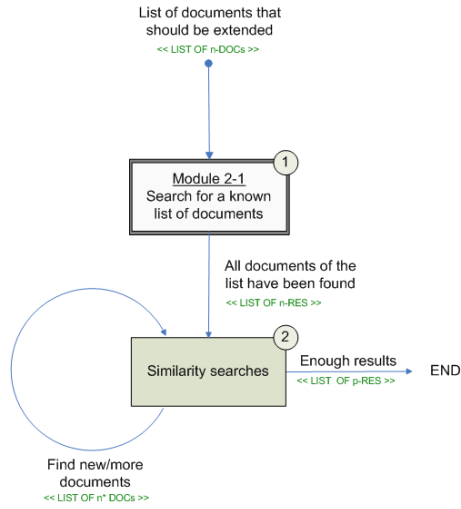 List of documents that
should be extended
<< LIST OF n-DOCs >>
1
Module 2-1
Search for a known
list of documents
All documents of the
list have been found
<< LIST OF n-RES >>
2
Similarity searches
Enough results
<< LIST OF p-RES >>
END
Find new/more
documents
<< LIST OF n* DOCs >>